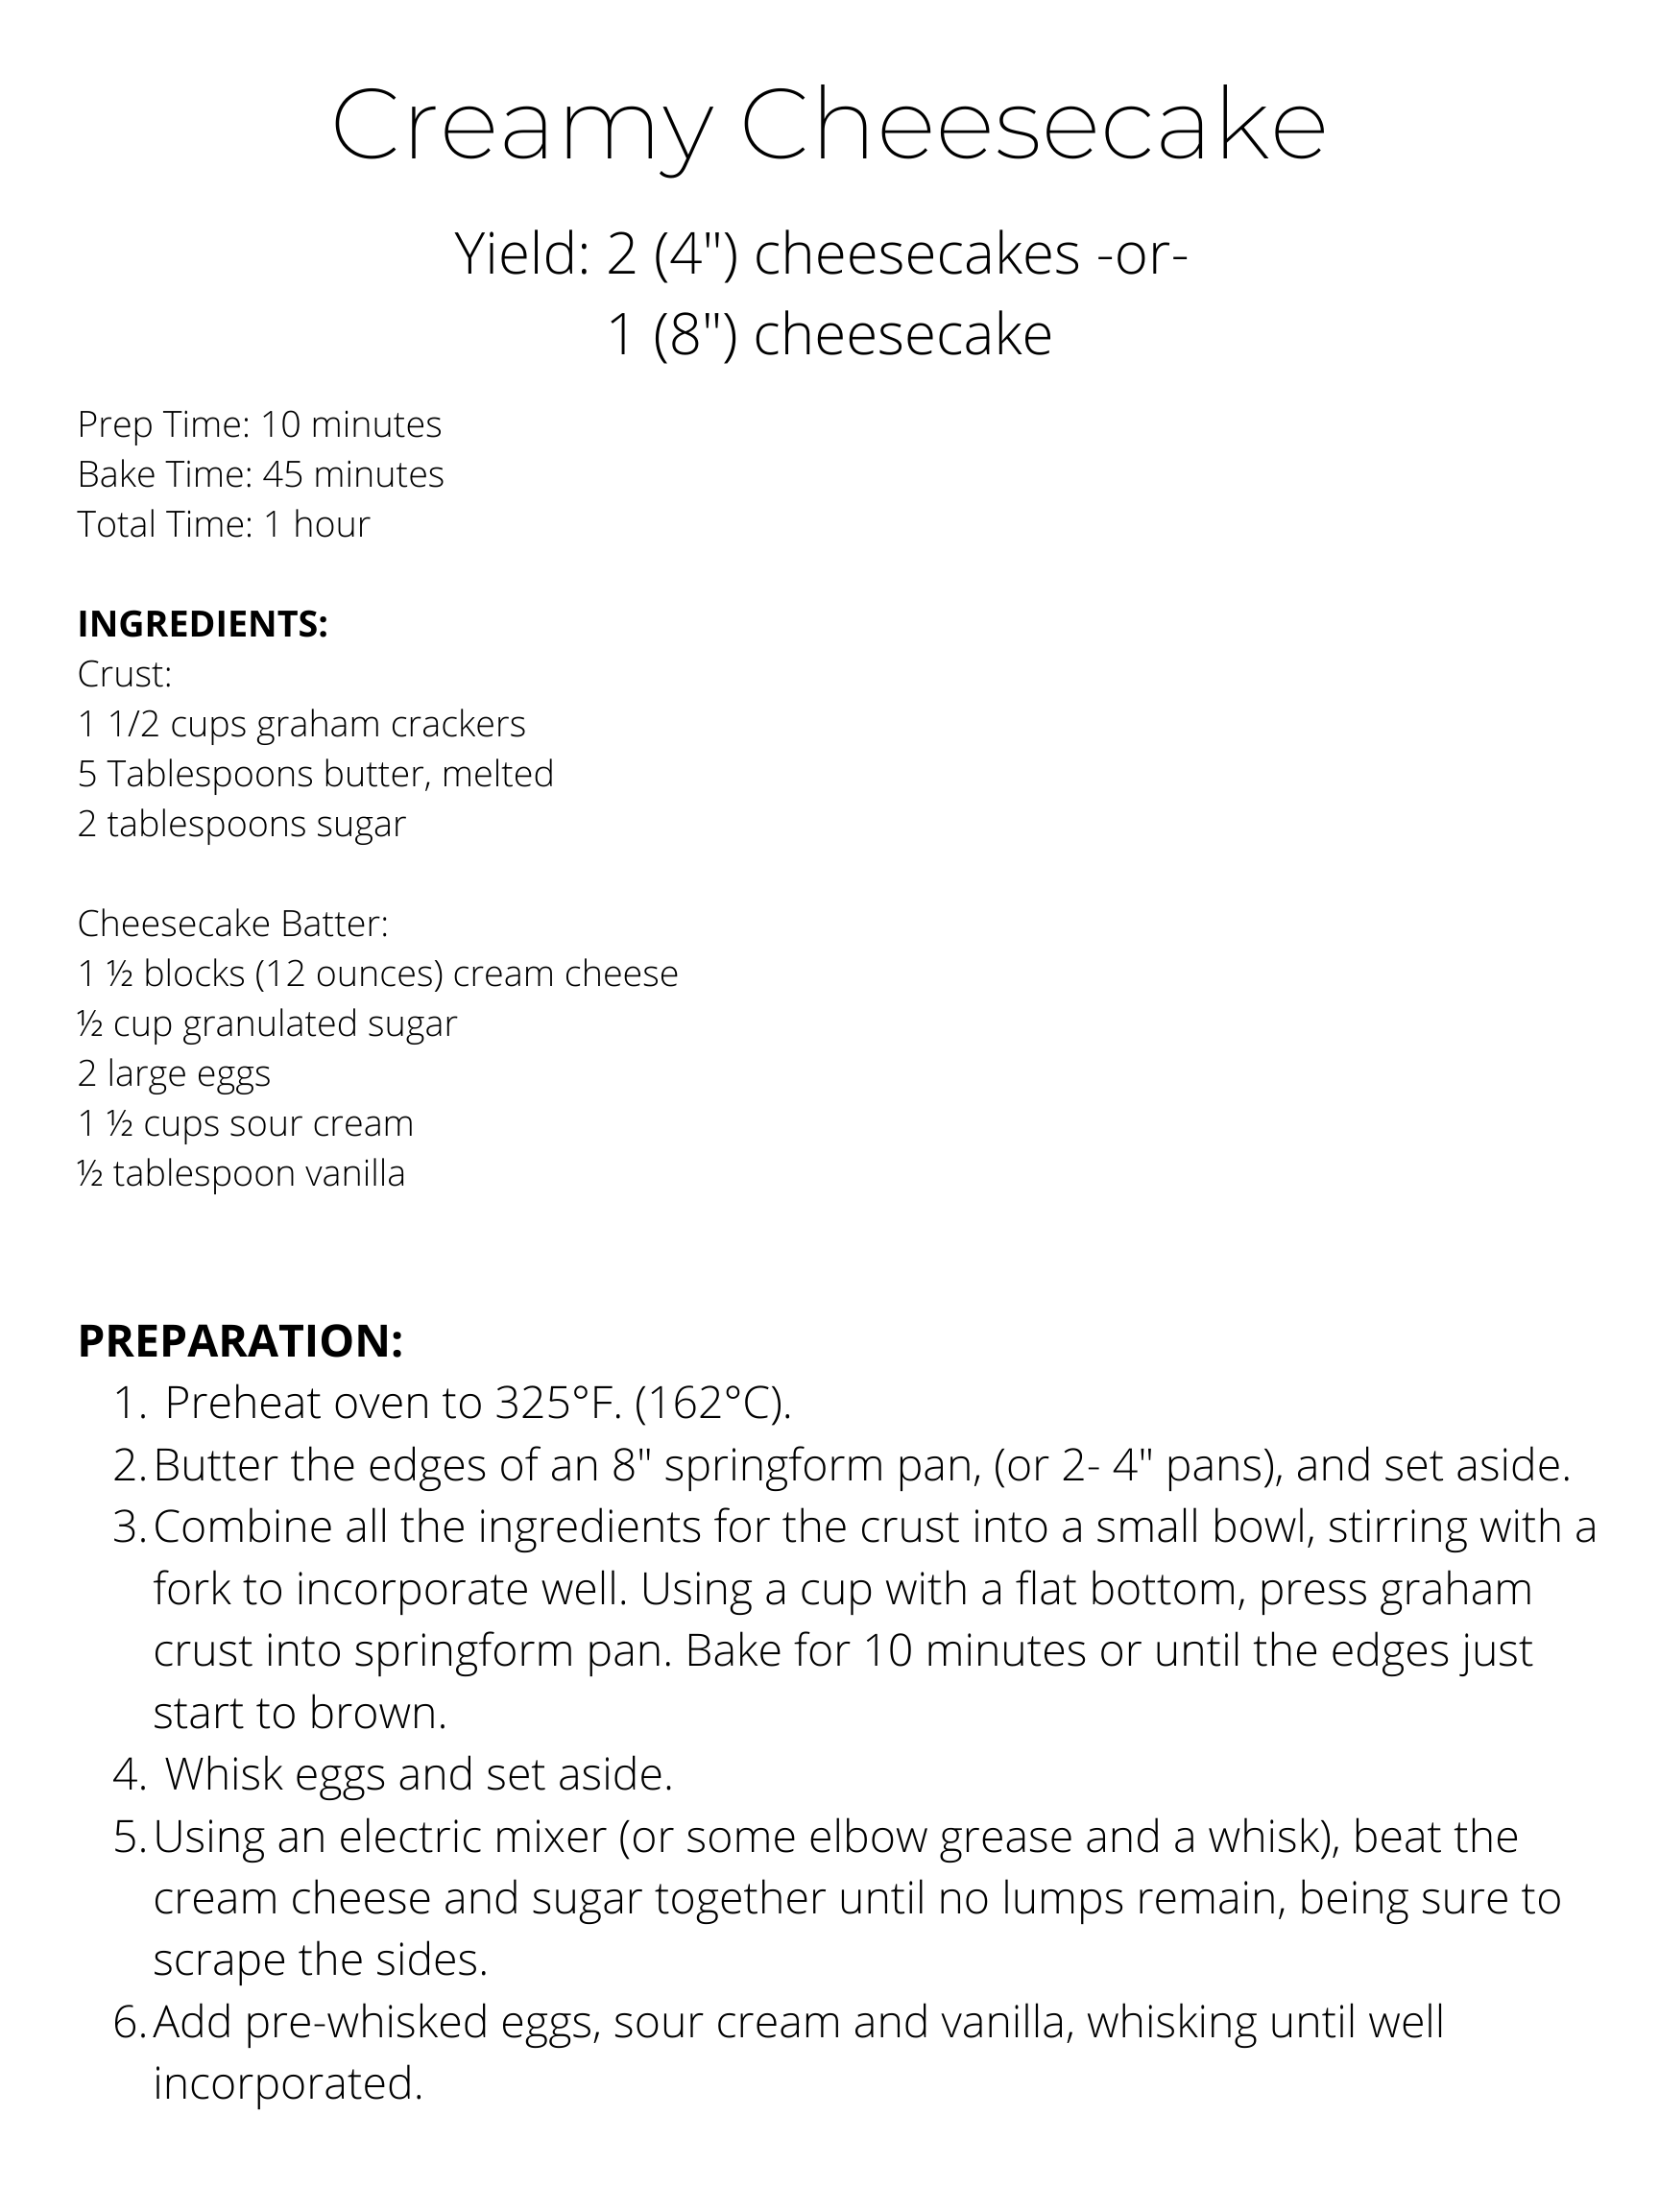 Creamy Cheesecake
Yield: 2 (4") cheesecakes -or-
1 (8") cheesecake
Prep Time: 10 minutes
Bake Time: 45 minutes
Total Time: 1 hour
INGREDIENTS:
Crust:
1 1/2 cups graham crackers
5 Tablespoons butter, melted
2 tablespoons sugar
Cheesecake Batter:
1 ½ blocks (12 ounces) cream cheese
½ cup granulated sugar
2 large eggs
1 ½ cups sour cream
½ tablespoon vanilla
PREPARATION:
1. Preheat oven to 325°F. (162°C).
2. Butter the edges of an 8" springform pan, (or 2- 4" pans), and set aside.
3. Combine all the ingredients for the crust into a small bowl, stirring with a
fork to incorporate well. Using a cup with a flat bottom, press graham
crust into springform pan. Bake for 10 minutes or until the edges just
start to brown.
4. Whisk eggs and set aside.
5. Using an electric mixer (or some elbow grease and a whisk), beat the
cream cheese and sugar together until no lumps remain, being sure to
scrape the sides.
6. Add pre-whisked eggs, sour cream and vanilla, whisking until well
incorporated.